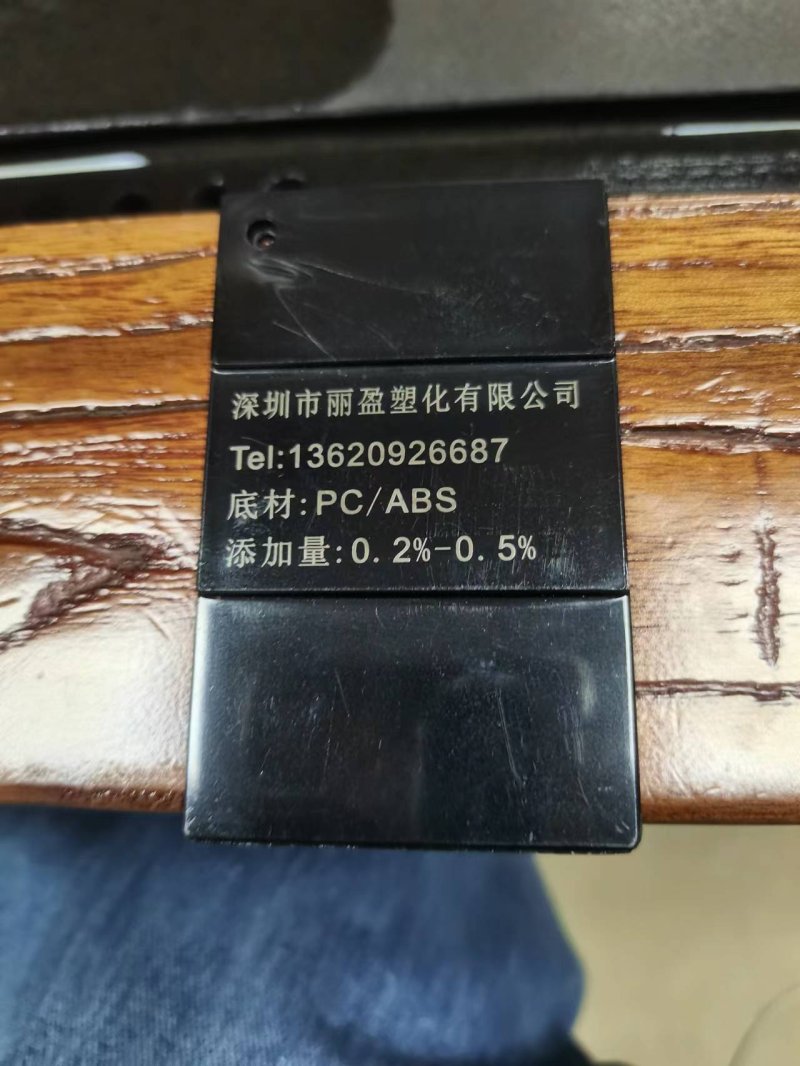 深圳市丽盈塑化有限公司
Tel:13620926687
底材:PC/ABS
添加量:0.2%-0.5%